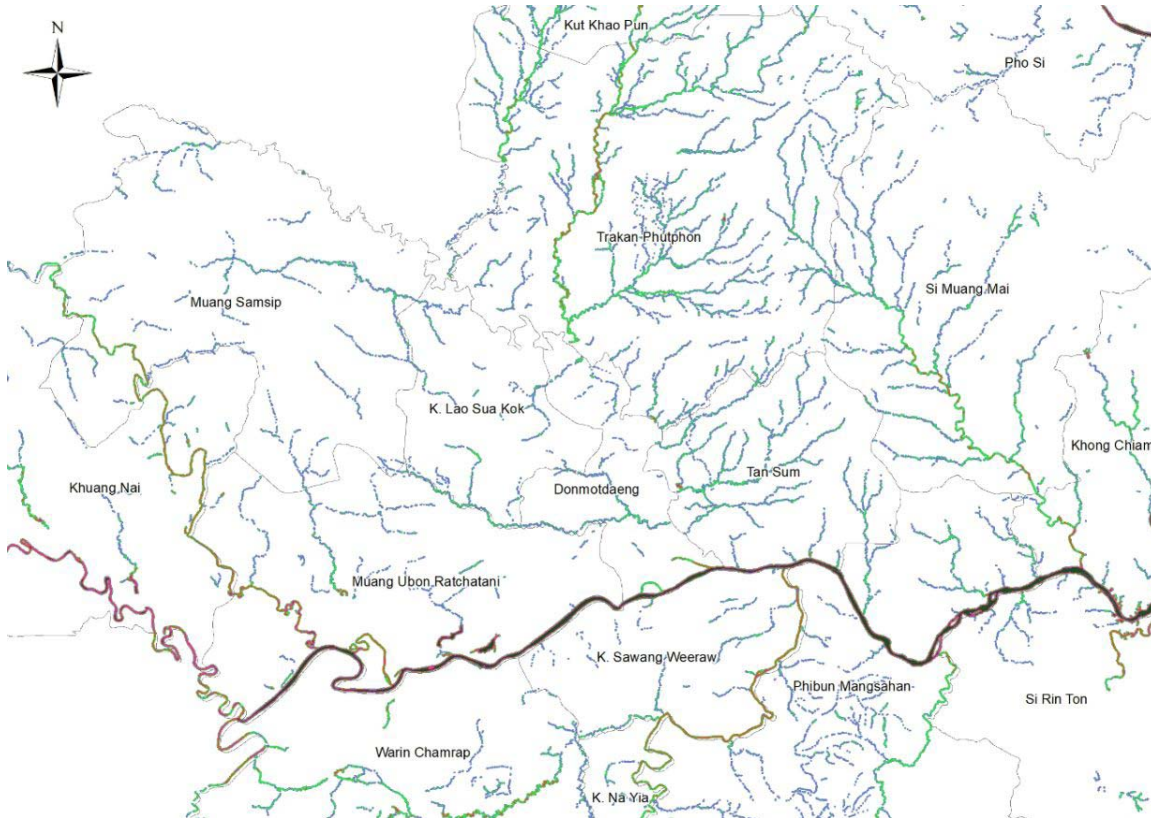 N
Kut Khao Pun
Pho Si
Trakan Phutphon
Muang Samsip
Si Muang Mai
K. Lao Sua Kok
Khong Chiam
Khuang Nai
Donmotdaeng
Tan Sum
Muang Ubon Ratchatani
K. Sawang Weeraw
Phibun Mangsahan
Si Rin Ton
Warin Chamrap
K. Na Yia